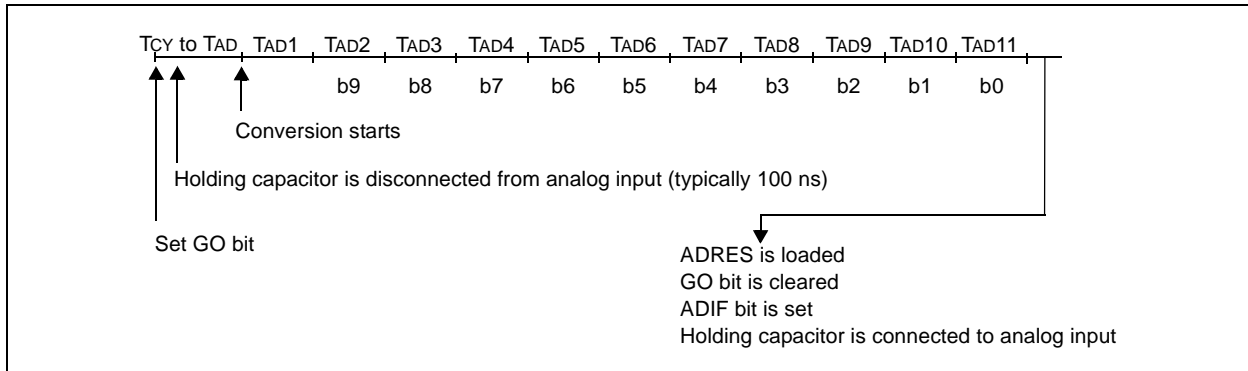 TCY to TAD TAD1 TAD2 TAD3 TAD4 TAD5 TAD6 TAD7 TAD8 TAD9 TAD10 TAD11
b9 b8 b7 b6 b5 b4 b3 b2 b1 b0
Conversion starts
Holding capacitor is disconnected from analog input (typically 100 ns)
Set GO bit
ADRES is loaded
GO bit is cleared
ADIF bit is set
Holding capacitor is connected to analog input